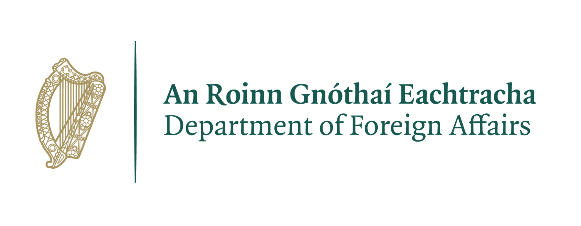 An Roinn Gnóthaí Eachtracha
Department of Foreign Affairs